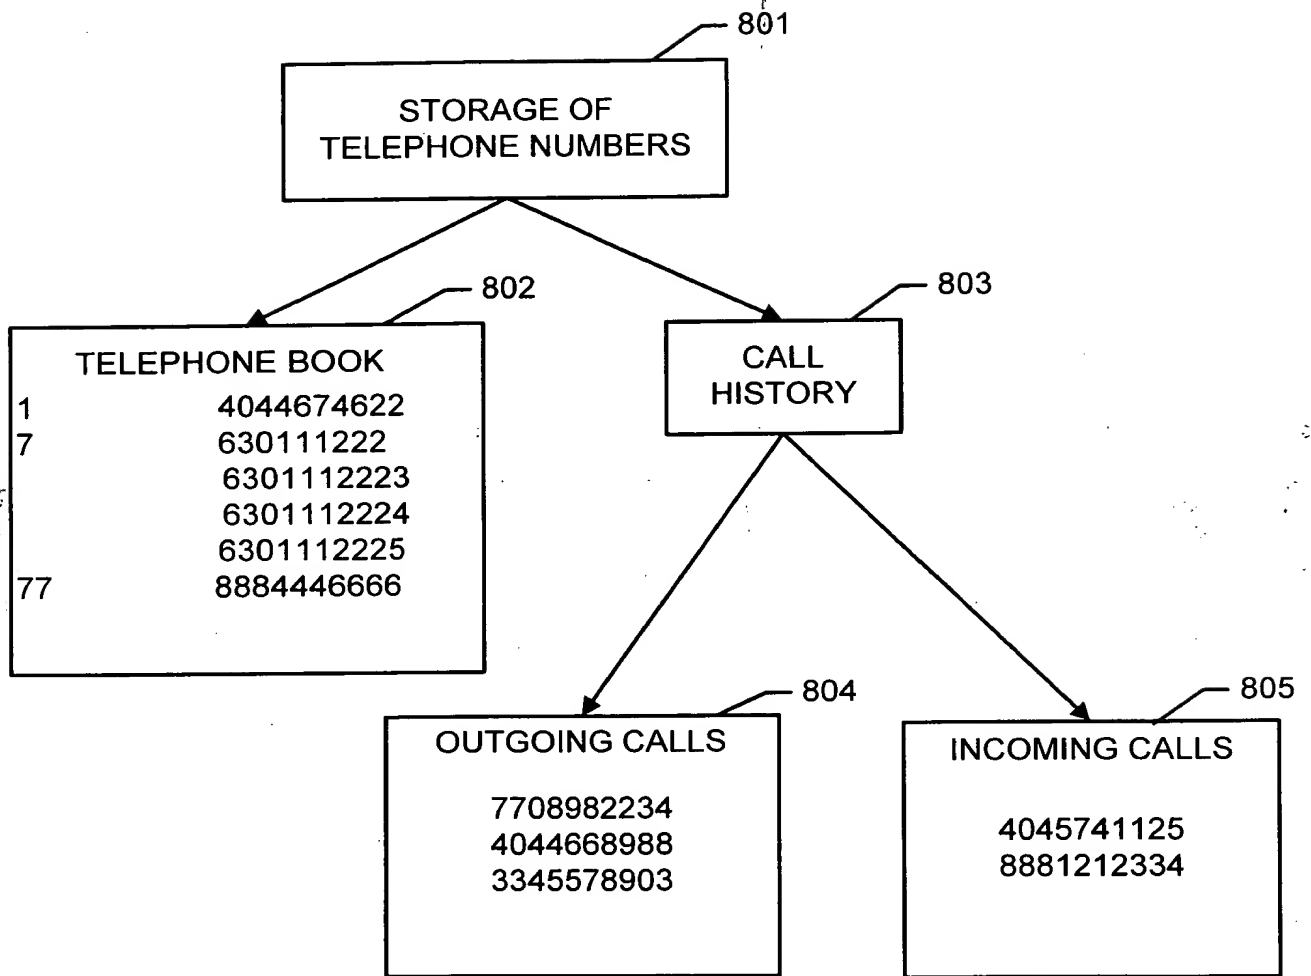 801
STORAGE OF
TELEPHONE NUMBERS
802
803
TELEPHONE BOOK
1 4044674622
7 630111222
6301112223
6301112224
6301112225
77 8884446666
CALL
HISTORY
804
805
OUTGOING CALLS
7708982234
4044668988
3345578903
INCOMING CALLS
4045741125
8881212334